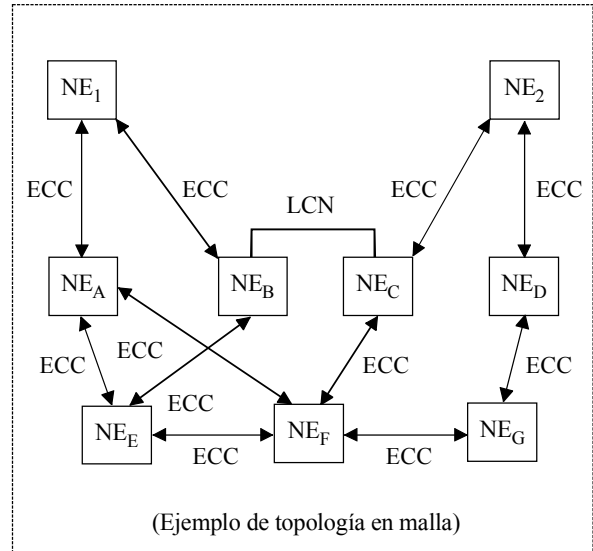 NE1 NE2
ECC ECC ECC ECC
LCN
NEA NEB NEC NED
ECC ECC ECC ECC
ECC
NEE NEF NEG
ECC ECC
(Ejemplo de topología en malla)